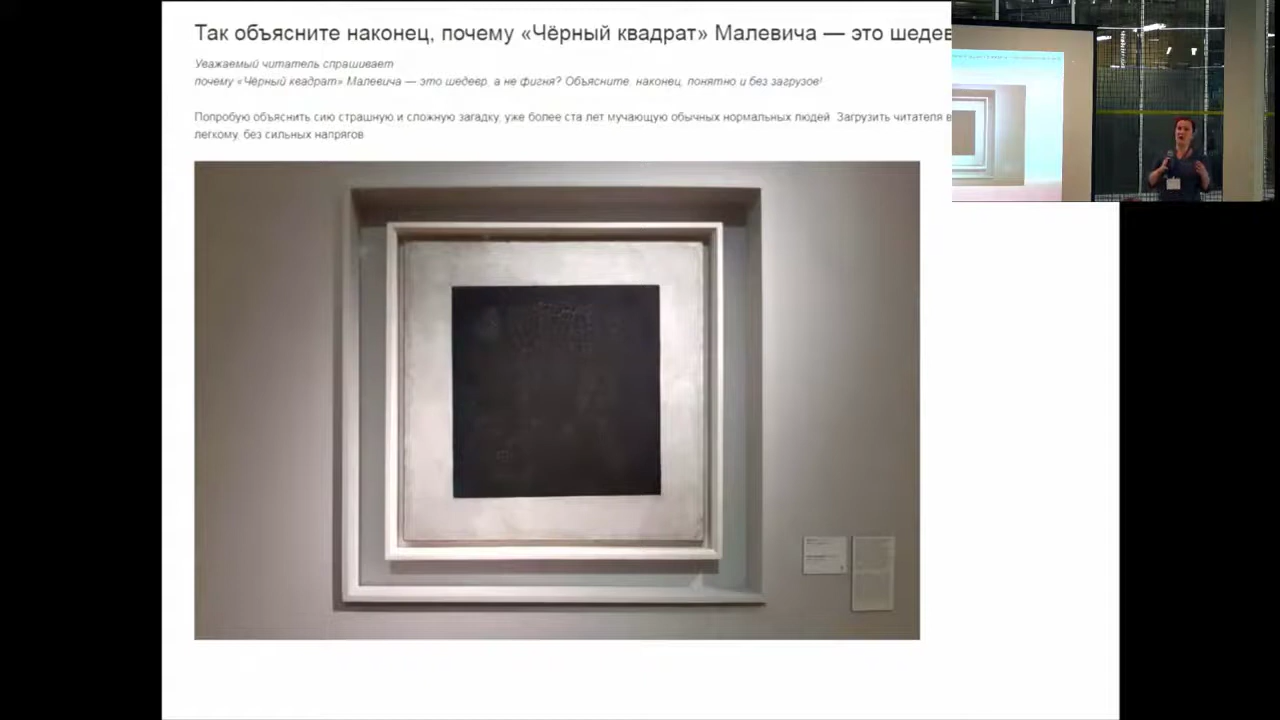 Так объясните наконец, почему «Чёрный квадрат» Малевича — это шедев
Уважаемый читатель спрашивает
почему «Чёрный квадрат» Малевича — это шедевр, а не фигня? Объясните, наконец, понятно и без загрузов!
Попробую объяснить сию страшную и сложную загадку, уже более ста лет мучающую обычных нормальных людей. Загрузить читателя в
легкому, без сильных напрягов